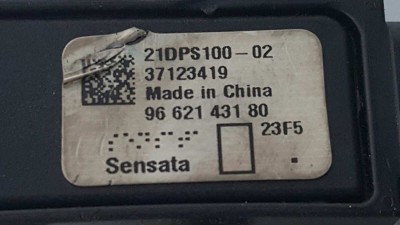 21DPS100-02
37123419
Made in China
96 621 431 80
23F5
Sensata